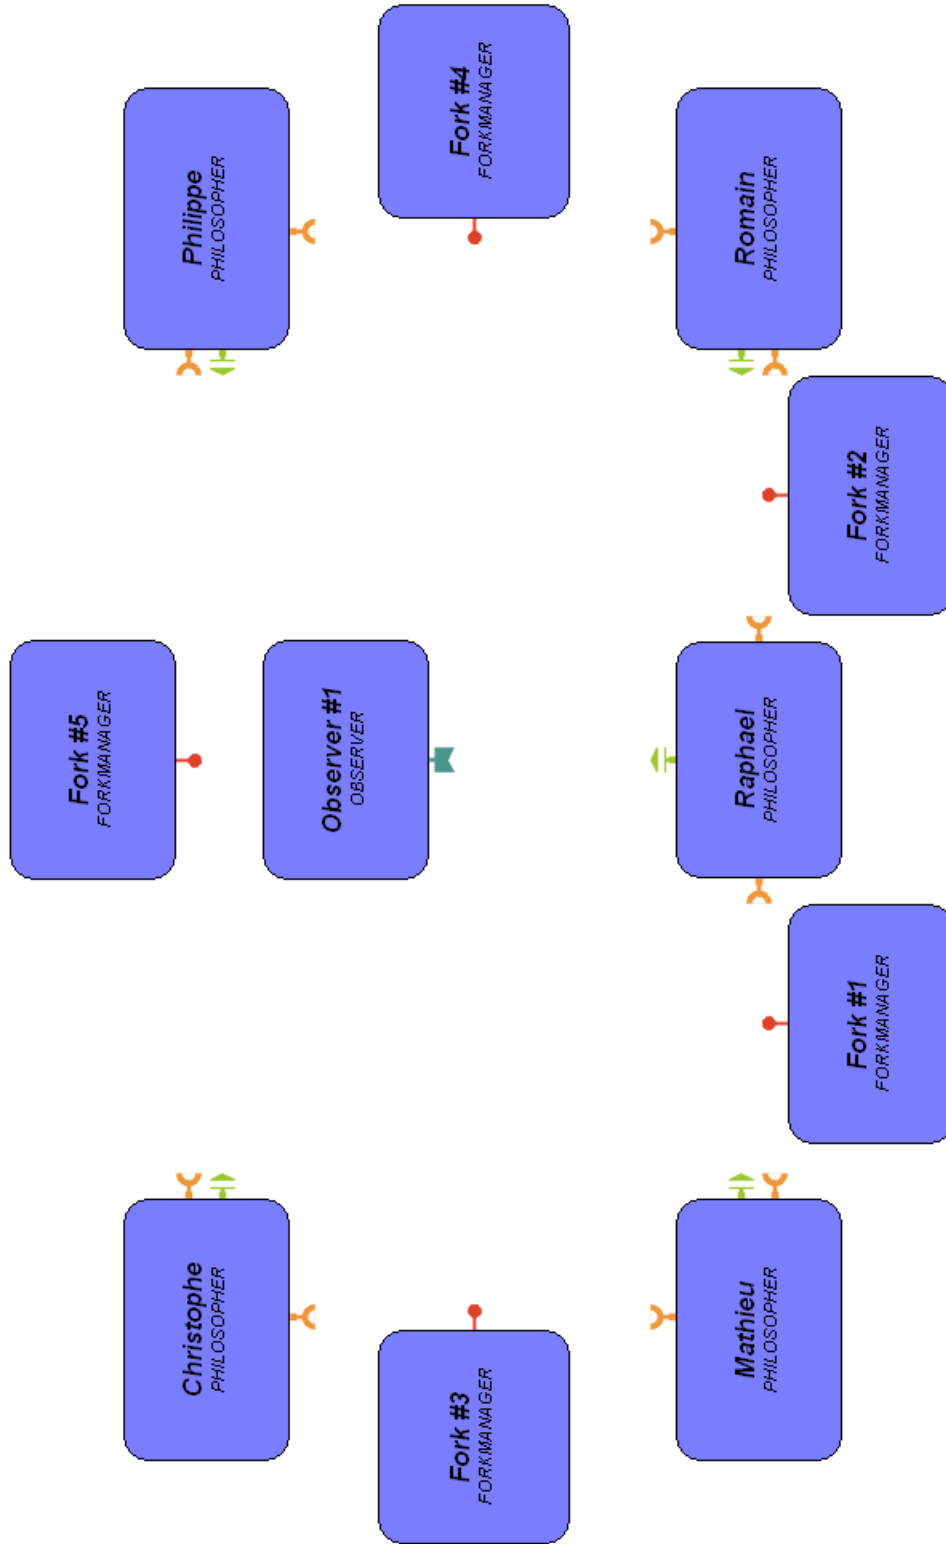 Fork #5
FORKMANAGER
Christophe
PHILOSOPHER
Philippe
PHILOSOPHER
Observer #1
OBSERVER
Fork #3
FORKMANAGER
Fork #4
FORKMANAGER
Mathieu
PHILOSOPHER
Raphael
PHILOSOPHER
Romain
PHILOSOPHER
Fork #1
FORKMANAGER
Fork #2
FORKMANAGER